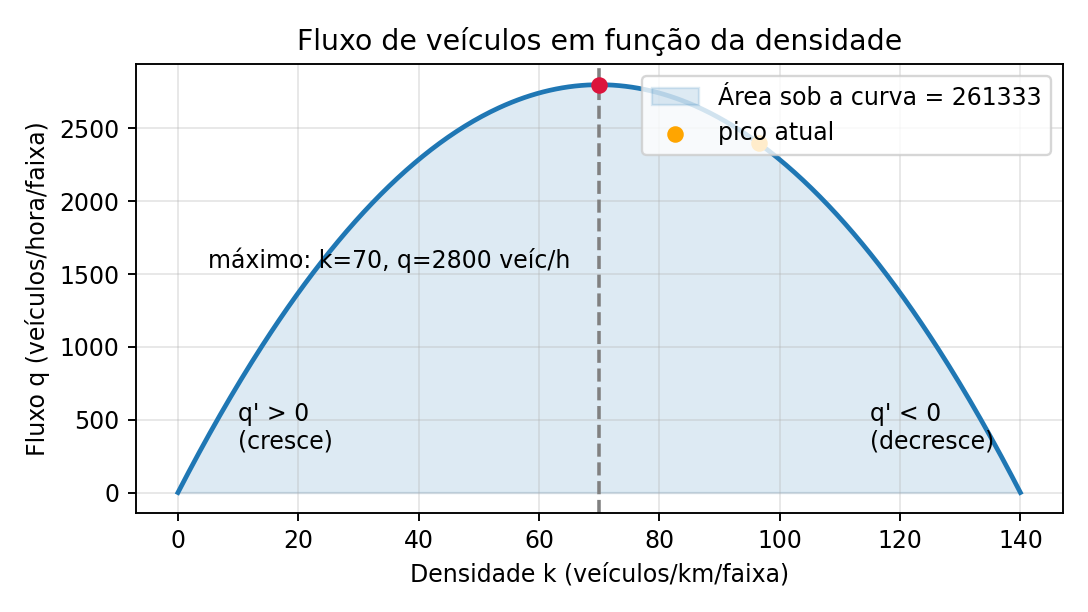 Fluxo de veículos em função da densidade
Fluxo q (veículos/hora/faixa)
2500
2000
1500
1000
500
0
Área sob a curva = 261333
pico atual
máximo: k=70, q=2800 veíc/h
q' > 0
(cresce)
q' < 0
(decresce)
0 20 40 60 80 100 120 140
Densidade k (veículos/km/faixa)